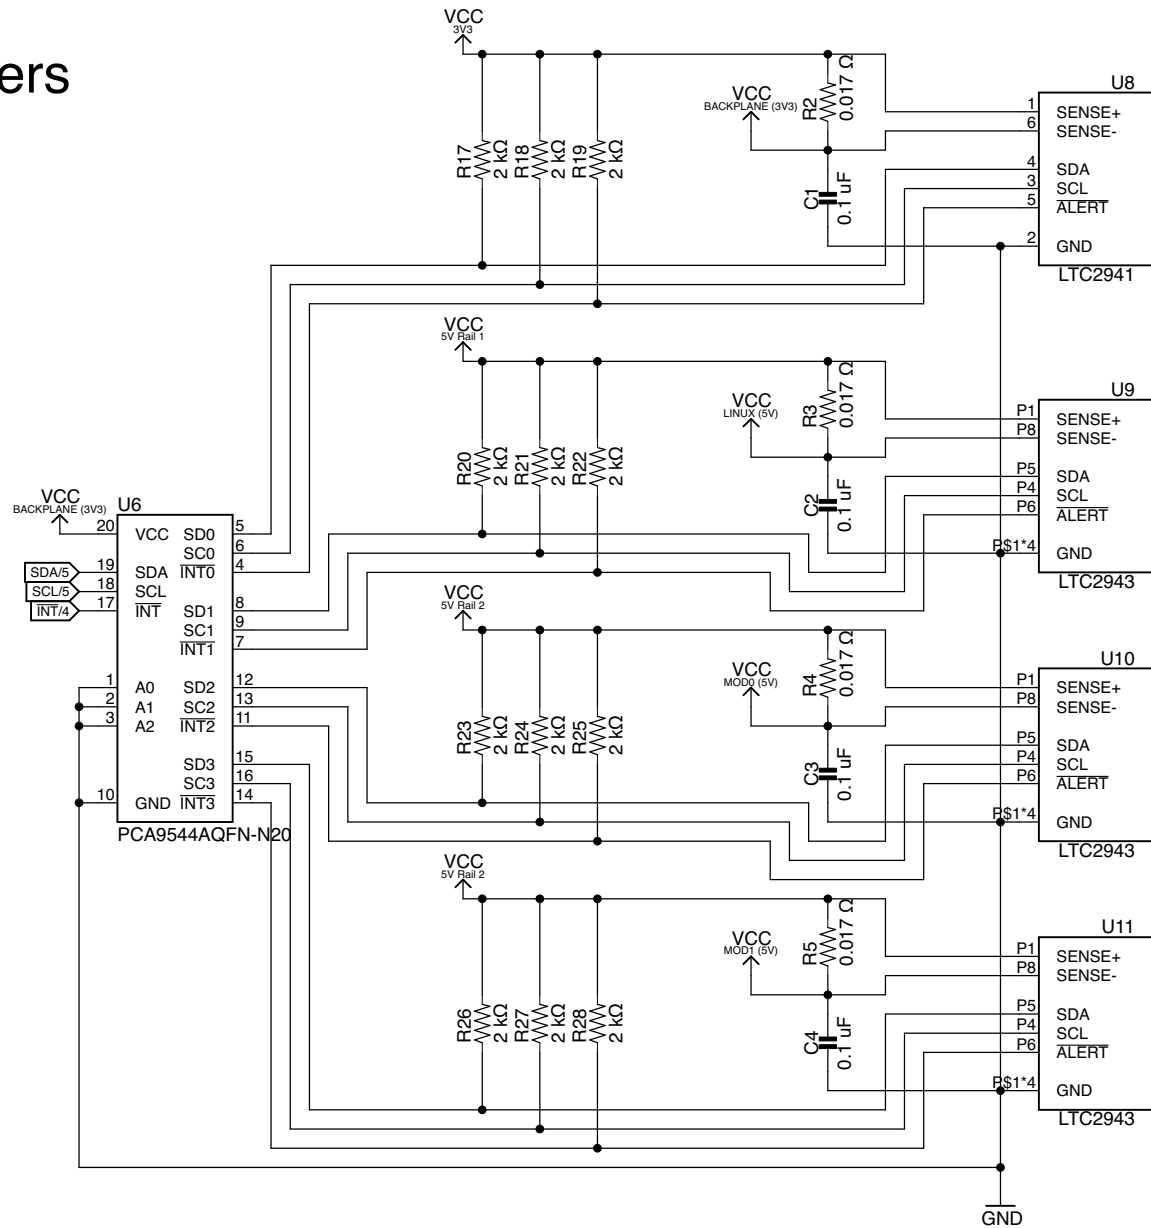 ers
VCC
3V3
R17
2 kΩ
R18
2 kΩ
R19
2 kΩ
VCC
BACKPLANE (3V3)
R2
0.017 Ω
C1
0.1 uF
U8
1 SENSE+
6 SENSE-
4 SDA
3 SCL
5 ALERT
2 GND
LTC2941
VCC
5V Rail 1
R20
2 kΩ
R21
2 kΩ
R22
2 kΩ
VCC
LINUX (5V)
R3
0.017 Ω
C2
0.1 uF
U9
P1 SENSE+
P8 SENSE-
P5 SDA
P4 SCL
P6 ALERT
P$1*4 GND
LTC2943
VCC
BACKPLANE (3V3)
U6
20 VCC SD0 5
SC0 6
19 SDA INT0 4
SDA/5
18 SCL
SCL/5
17 INT SD1 8
INT/4
SC1 9
INT1 7
1 A0 SD2 12
2 A1 SC2 13
3 A2 INT2 11
SD3 15
SC3 16
10 GND INT3 14
PCA9544AQFN-N20
VCC
5V Rail 2
R23
2 kΩ
R24
2 kΩ
R25
2 kΩ
VCC
MOD0 (5V)
R4
0.017 Ω
C3
0.1 uF
U10
P1 SENSE+
P8 SENSE-
P5 SDA
P4 SCL
P6 ALERT
P$1*4 GND
LTC2943
VCC
5V Rail 2
R26
2 kΩ
R27
2 kΩ
R28
2 kΩ
VCC
MOD1 (5V)
R5
0.017 Ω
C4
0.1 uF
U11
P1 SENSE+
P8 SENSE-
P5 SDA
P4 SCL
P6 ALERT
P$1*4 GND
LTC2943
GND